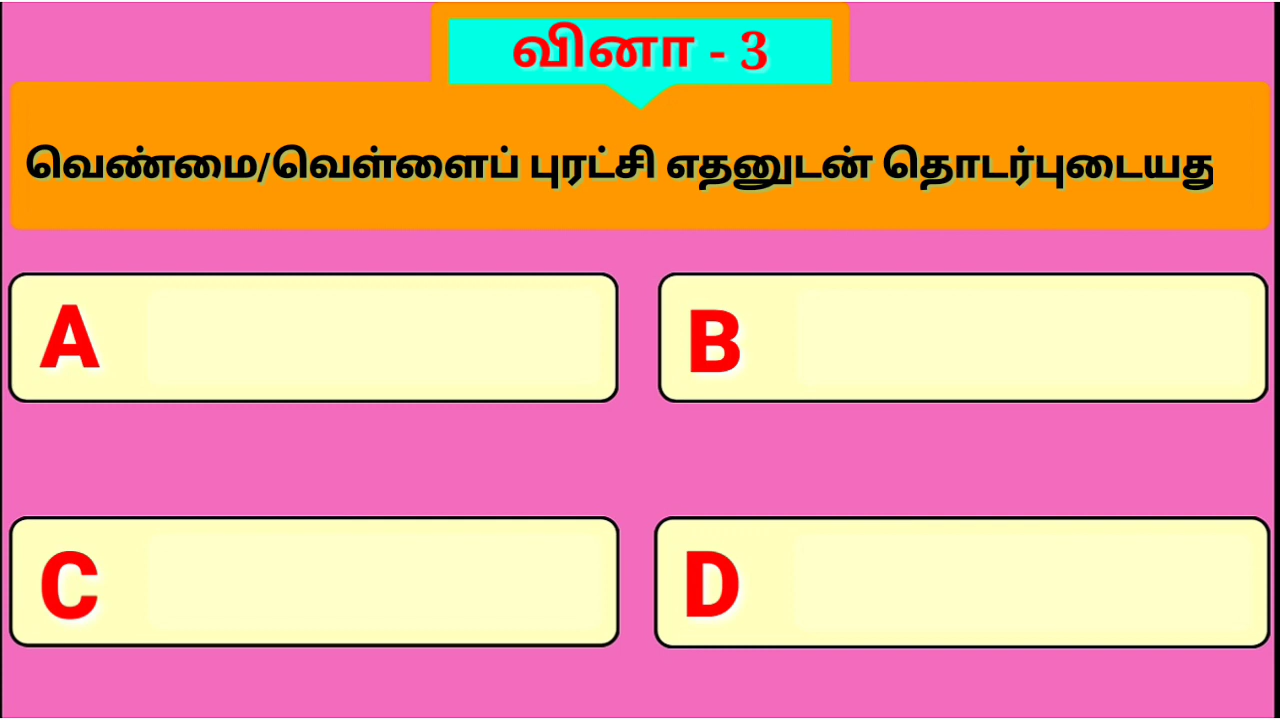 வினா - 3
வெண்மை/வெள்ளைப் புரட்சி எதனுடன் தொடர்புடையது
A
B
C
D